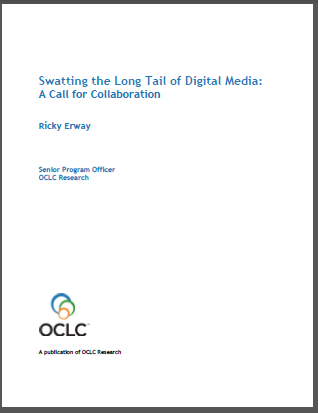 Swatting the Long Tail of Digital Media:
A Call for Collaboration
Ricky Erway
Senior Program Officer
OCLC Research
OCLC
A publication of OCLC Research